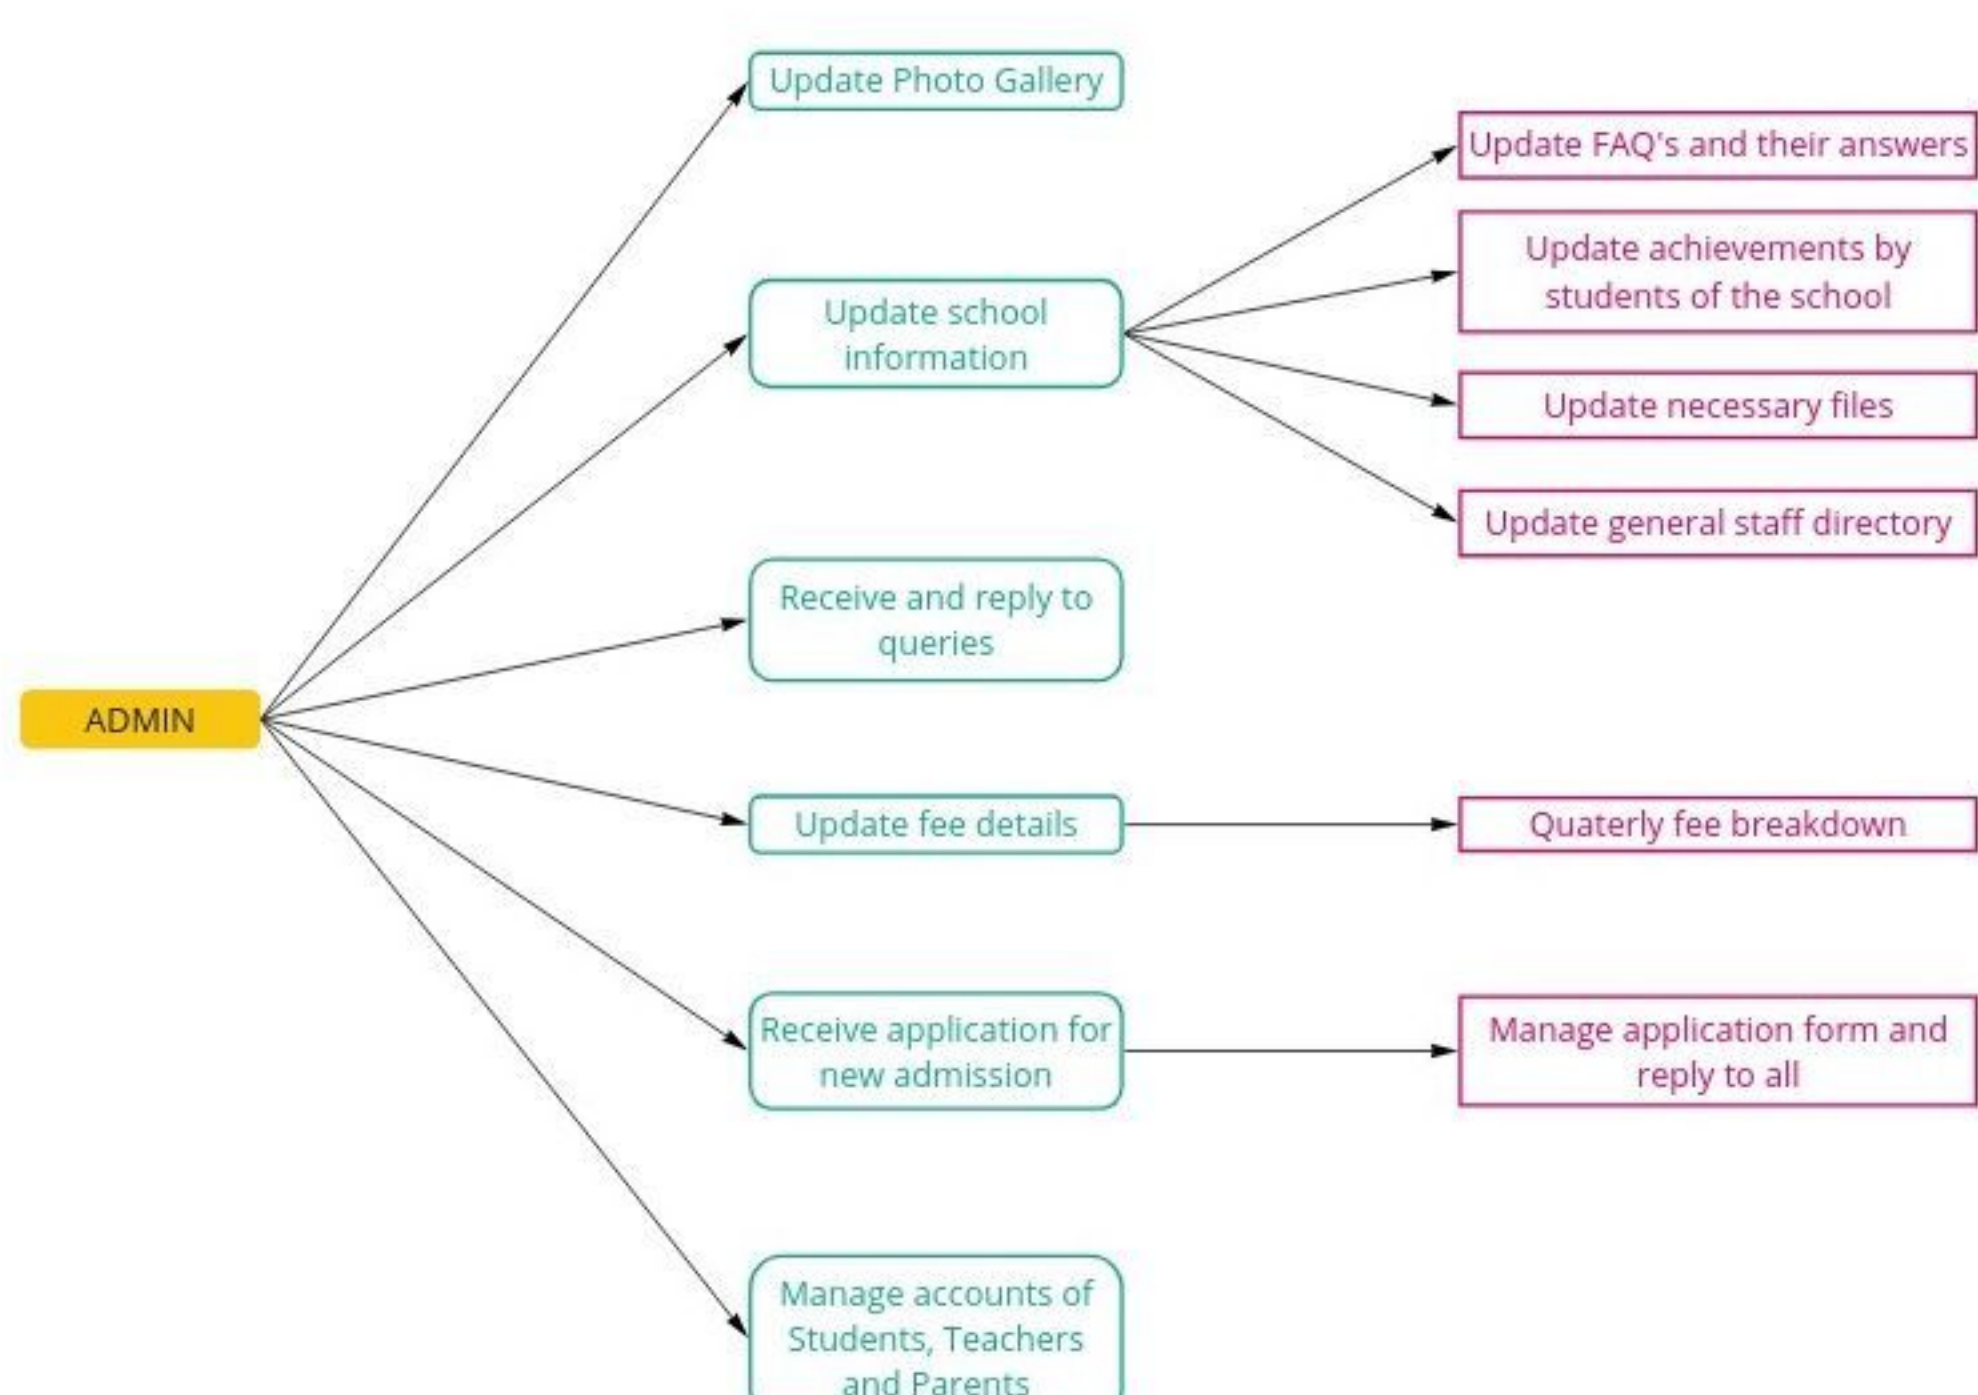 Update Photo Gallery
Update FAQ's and their answers
Update achievements by
students of the school
Update school
information
Update necessary files
Update general staff directory
Receive and reply to
queries
ADMIN
Update fee details
Quaterly fee breakdown
Receive application for
new admission
Manage application form and
reply to all
Manage accounts of
Students, Teachers
and Parents